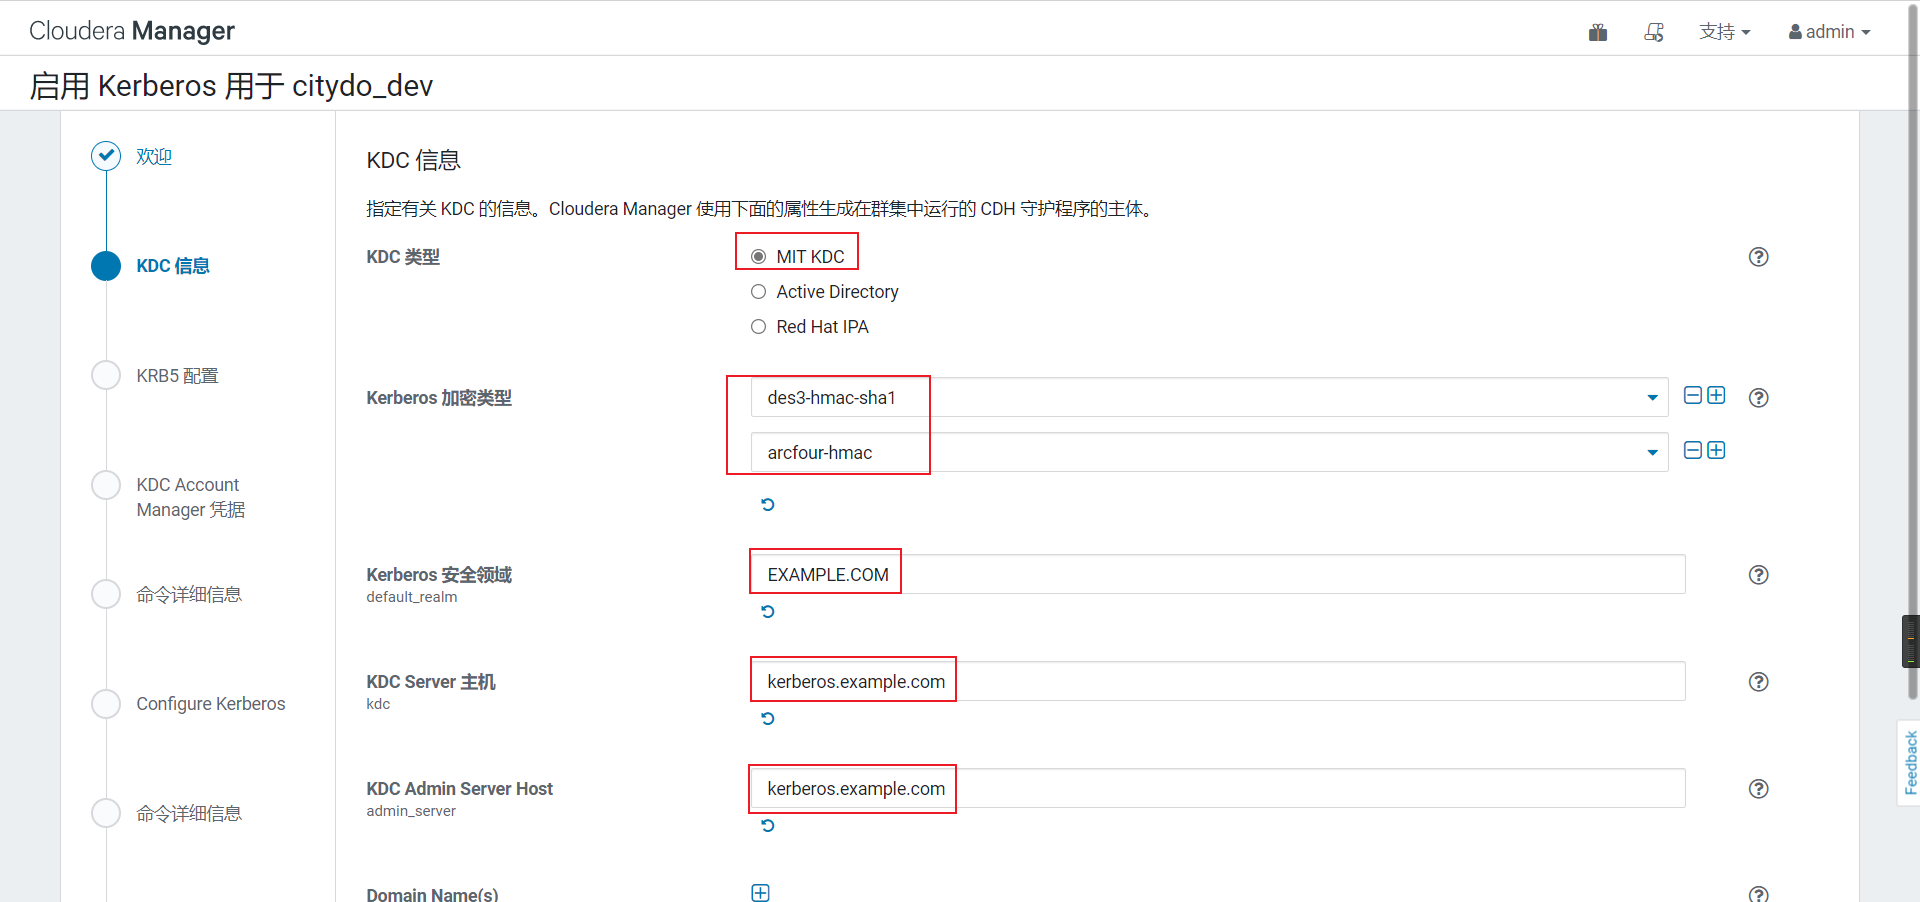 Cloudera Manager
支持
admin
启用 Kerberos 用于 citydo_dev
欢迎
KDC 信息
KRB5 配置
KDC Account
Manager 凭据
命令详细信息
Configure Kerberos
命令详细信息
KDC 信息
指定有关 KDC 的信息。Cloudera Manager 使用下面的属性生成在群集中运行的 CDH 守护程序的主体。
KDC 类型
MIT KDC
Active Directory
Red Hat IPA
Kerberos 加密类型
des3-hmac-sha1
arcfour-hmac
Kerberos 安全领域
default_realm
EXAMPLE.COM
KDC Server 主机
kdc
kerberos.example.com
KDC Admin Server Host
admin_server
kerberos.example.com
Domain Name(s)
Feedback